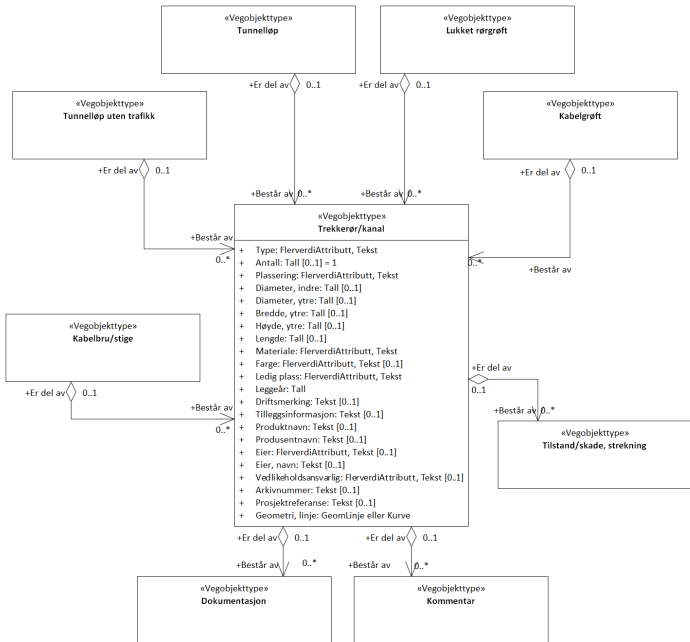 «Vegobjekttype»
Tunnelløp
+Er del av 0..1
«Vegobjekttype»
Lukket rørgrøft
+Er del av 0..1
«Vegobjekttype»
Tunnelløp uten trafikk
+Er del av 0..1
«Vegobjekttype»
Kabelgrøft
+Er del av 0..1
+Består av 0..*
+Består av 0..*
+Består av
0..*
0..*
+Består av
«Vegobjekttype»
Trekkerør/kanal
+ Type: FlerverdiAttributt, Tekst
+ Antall: Tall [0..1] = 1
+ Plassering: FlerverdiAttributt, Tekst
+ Diameter, indre: Tall [0..1]
+ Diameter, ytre: Tall [0..1]
+ Bredde, ytre: Tall [0..1]
+ Høyde, ytre: Tall [0..1]
+ Lengde: Tall [0..1]
+ Materiale: FlerverdiAttributt, Tekst
+ Farge: FlerverdiAttributt, Tekst [0..1]
+ Ledig plass: FlerverdiAttributt, Tekst
+ Leggeår: Tall
+ Driftsmerking: Tekst [0..1]
+ Tilleggsinformasjon: Tekst [0..1]
+ Produktnavn: Tekst [0..1]
+ Produsentnavn: Tekst [0..1]
+ Eier: FlerverdiAttributt, Tekst [0..1]
+ Eier, navn: Tekst [0..1]
+ Vedlikeholdsansvarlig: FlerverdiAttributt, Tekst [0..1]
+ Arkivnummer: Tekst [0..1]
+ Prosjektreferanse: Tekst [0..1]
+ Geometri, linje: GeomLinje eller Kurve
«Vegobjekttype»
Kabelbru/stige
+Er del av 0..1
+Består av
0..*
+Er del av
0..1
+Består av 0..*
«Vegobjekttype»
Tilstand/skade, strekning
+Er del av 0..1
+Består av 0..*
«Vegobjekttype»
Dokumentasjon
+Er del av 0..1
+Består av 0..*
«Vegobjekttype»
Kommentar